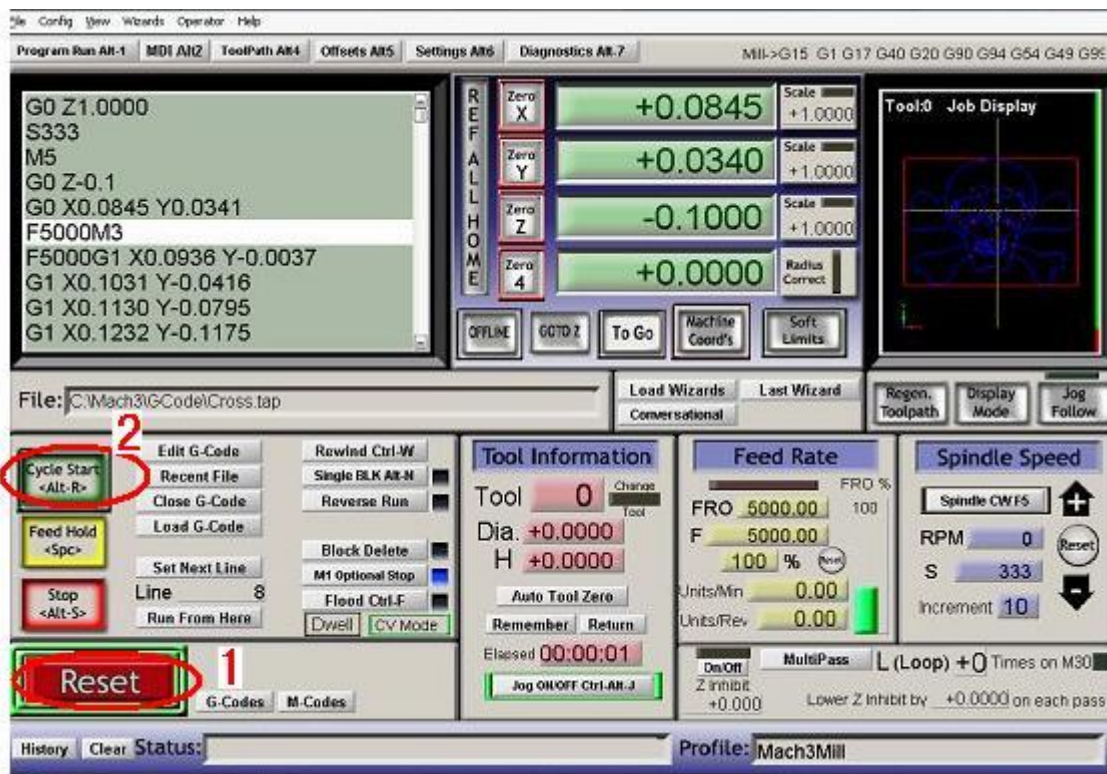 Config View Wizards Operator Help
Program Run Alt-1 MDI Alt2 ToolPath Alt4 Offsets Alt5 Settings Alt6 Diagnostics Alt-7 Mill->G15 G1 G17 G40 G20 G90 G94 G54 G49 G99
G0 Z1.0000
S333
M5
G0 Z-0.1
G0 X0.0845 Y0.0341
F5000M3
F5000G1 X0.0936 Y-0.0037
G1 X0.1031 Y-0.0416
G1 X0.1130 Y-0.0795
G1 X0.1232 Y-0.1175
REF ALL HOME
Zero X +0.0845 Scale +1.0000
Zero Y +0.0340 Scale +1.0000
Zero Z -0.1000 Scale +1.0000
Zero 4 +0.0000 Radius Correct
OFFLINE GOTO Z To Go Machine Coord's Soft Limits
Tool:0 Job Display
File: C:\Mach3\GCode\Cross.tap
Load Wizards Last Wizard
Conversational
Regen. Toolpath Display Mode Jog Follow
2
Cycle Start <Alt-R>
Feed Hold <Spc>
Stop <Alt-S>
Edit G-Code
Recent File
Close G-Code
Load G-Code
Set Next Line
Line 8
Run From Here
Rewind Ctrl-W
Single BLK Alt-N
Reverse Run
Block Delete
M1 Optional Stop
Flood Ctrl-F
Dwell CV Mode
Reset
1
G-Codes M-Codes
Tool Information
Tool 0 Change Tool
Dia. +0.0000
H +0.0000
Auto Tool Zero
Remember Return
Elapsed 00:00:01
Jog ON/OFF Ctrl-Alt-J
Feed Rate
FRO %
FRO 5000.00 100
F 5000.00
100 % Reset
Units/Min 0.00
Units/Rev 0.00
Spindle Speed
Spindle CW F5
RPM 0 Reset
S 333
Increment 10
On/Off
Z Inhibit
+0.000
MultiPass L (Loop) +0 Times on M30
Lower Z Inhibit by +0.0000 on each pass
History Clear Status: Profile: Mach3Mill